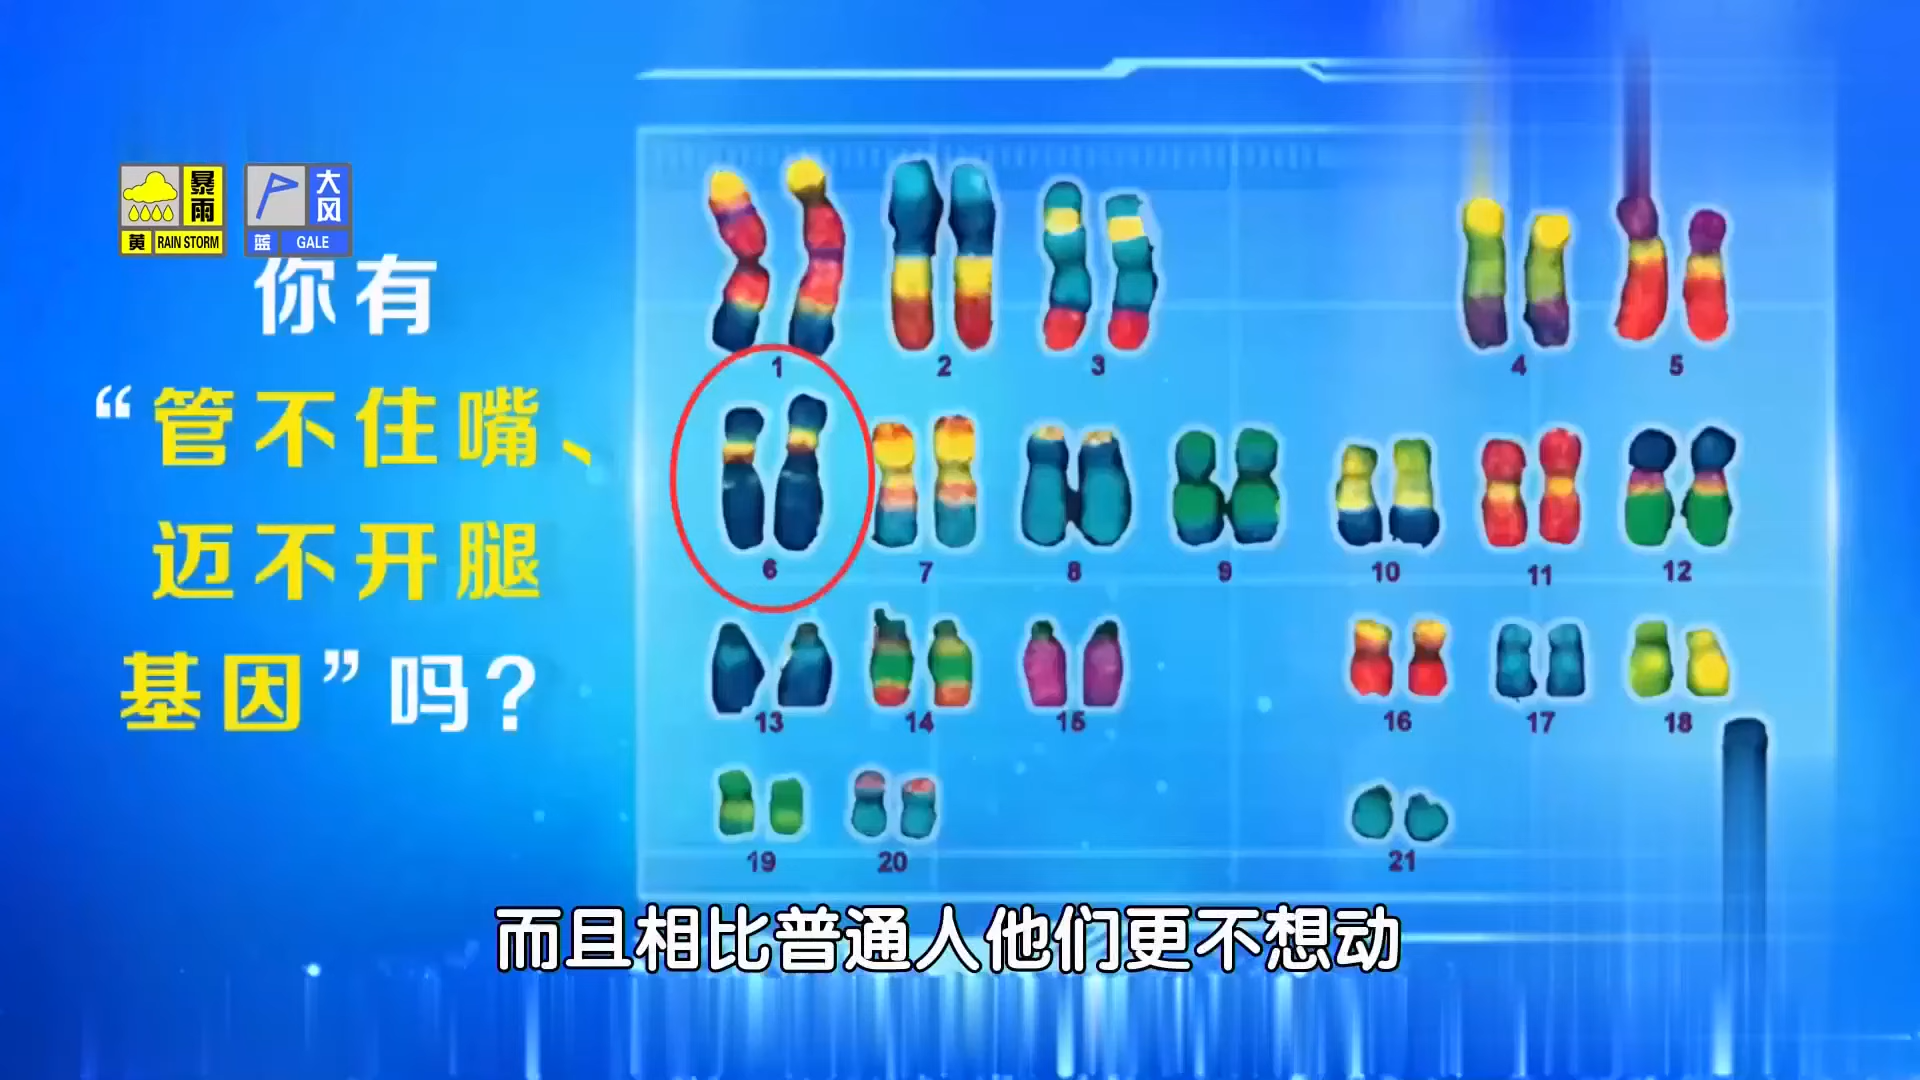 暴雨
黄 RAIN STORM
大风
蓝 GALE
你有
“管不住嘴、
迈不开腿
基因”吗?
1 2 3 4 5
6 7 8 9 10 11 12
13 14 15 16 17 18
19 20 21
而且相比普通人他们更不想动